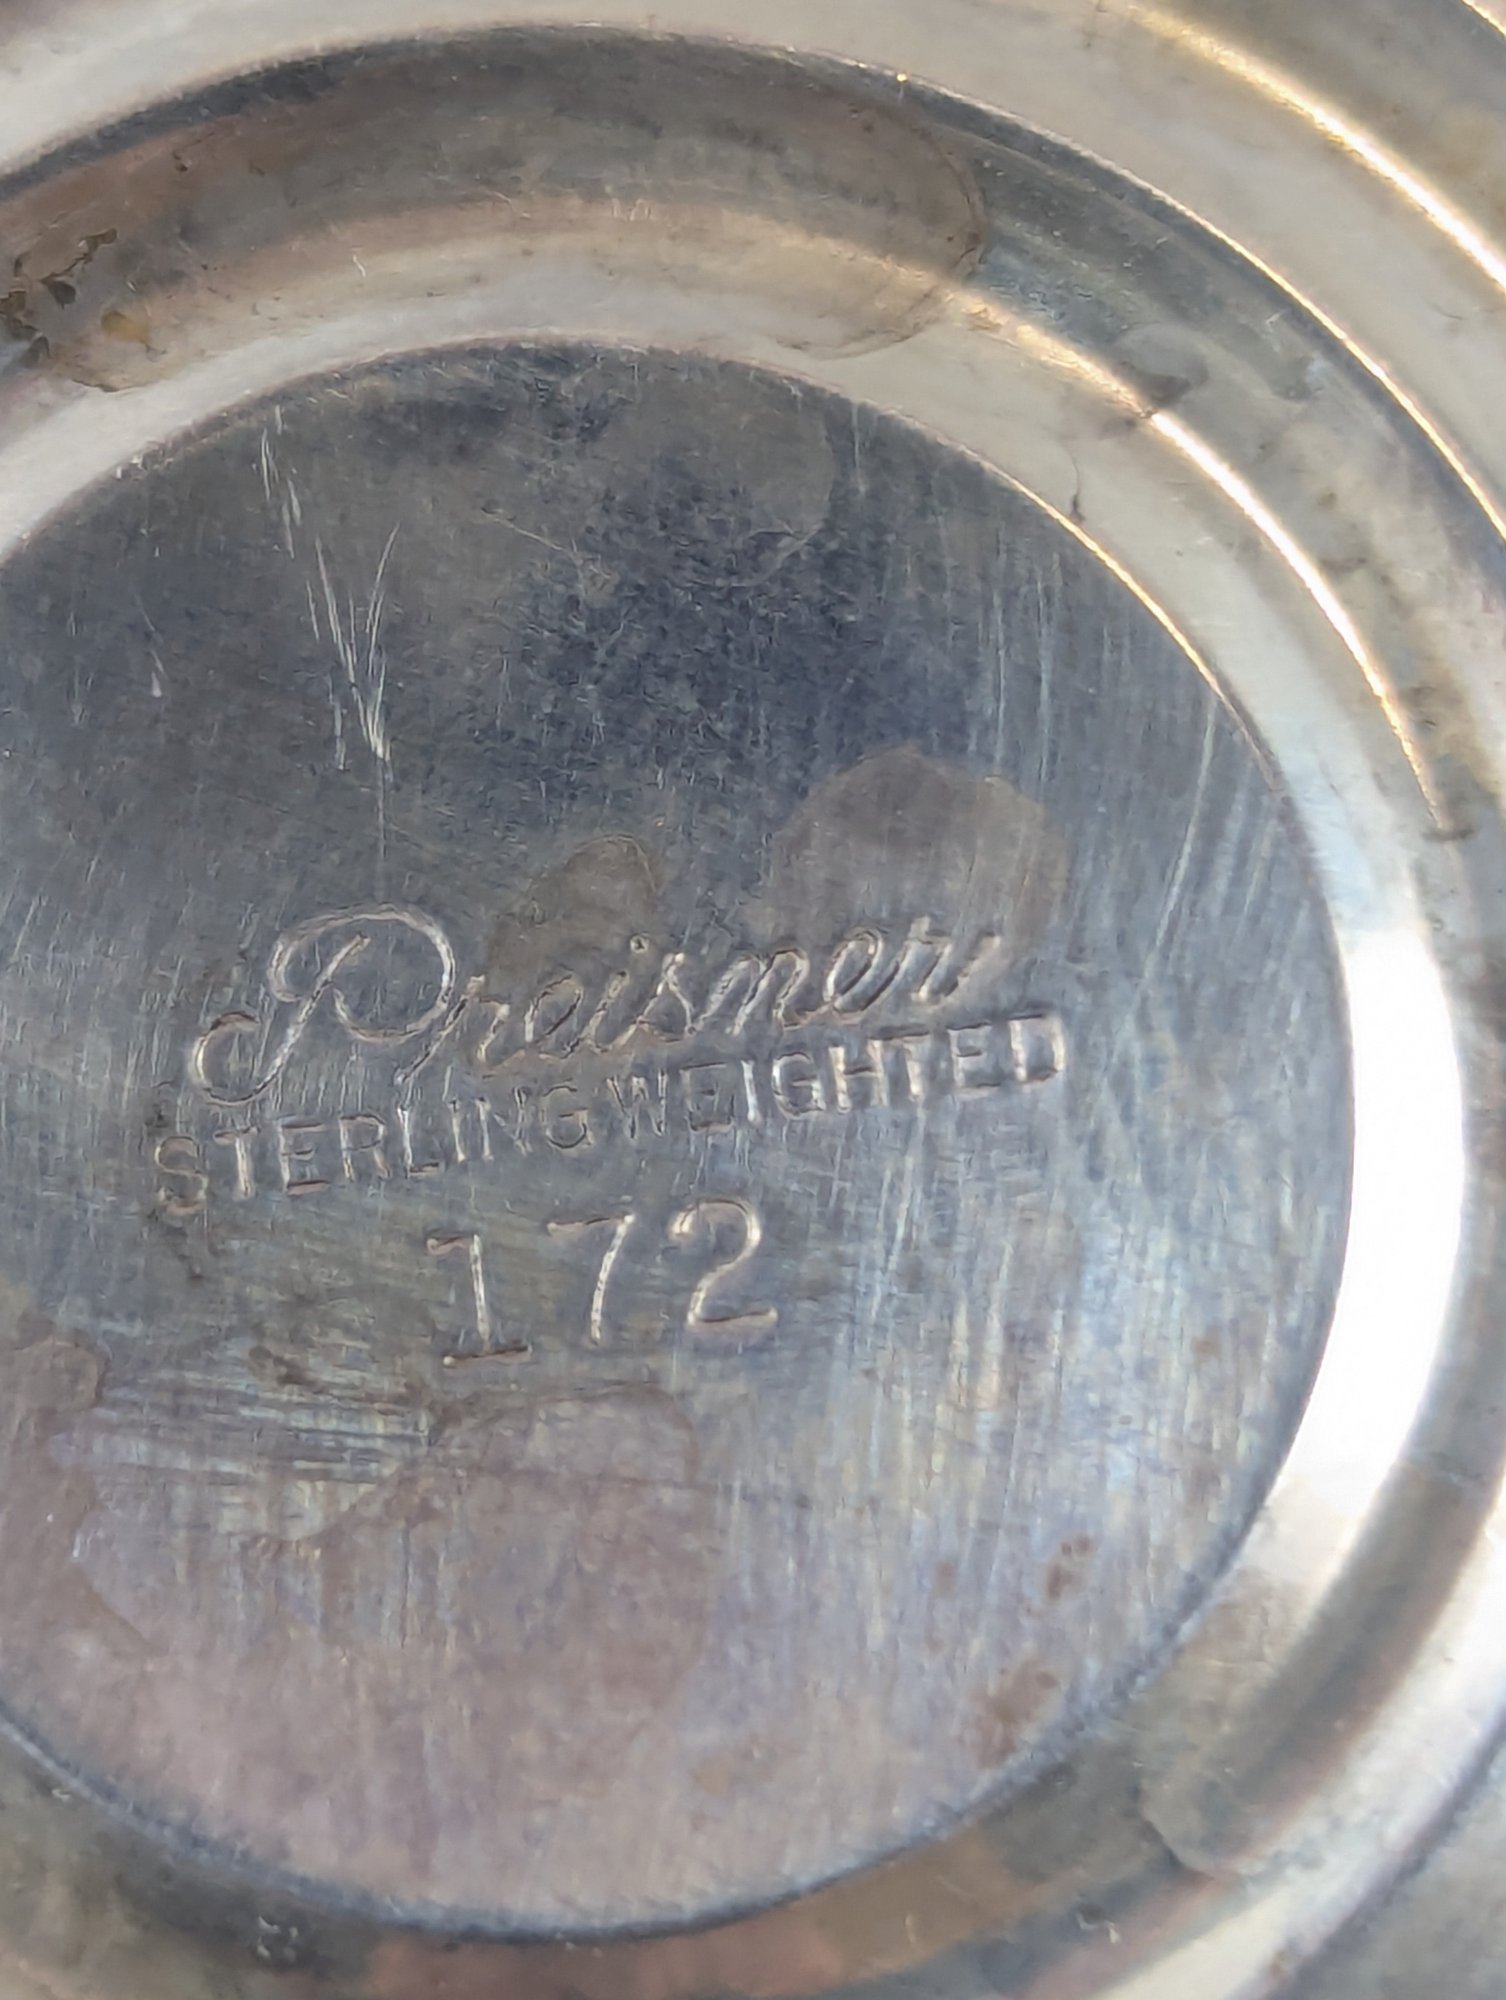 Preisner
STERLING WEIGHTED
172